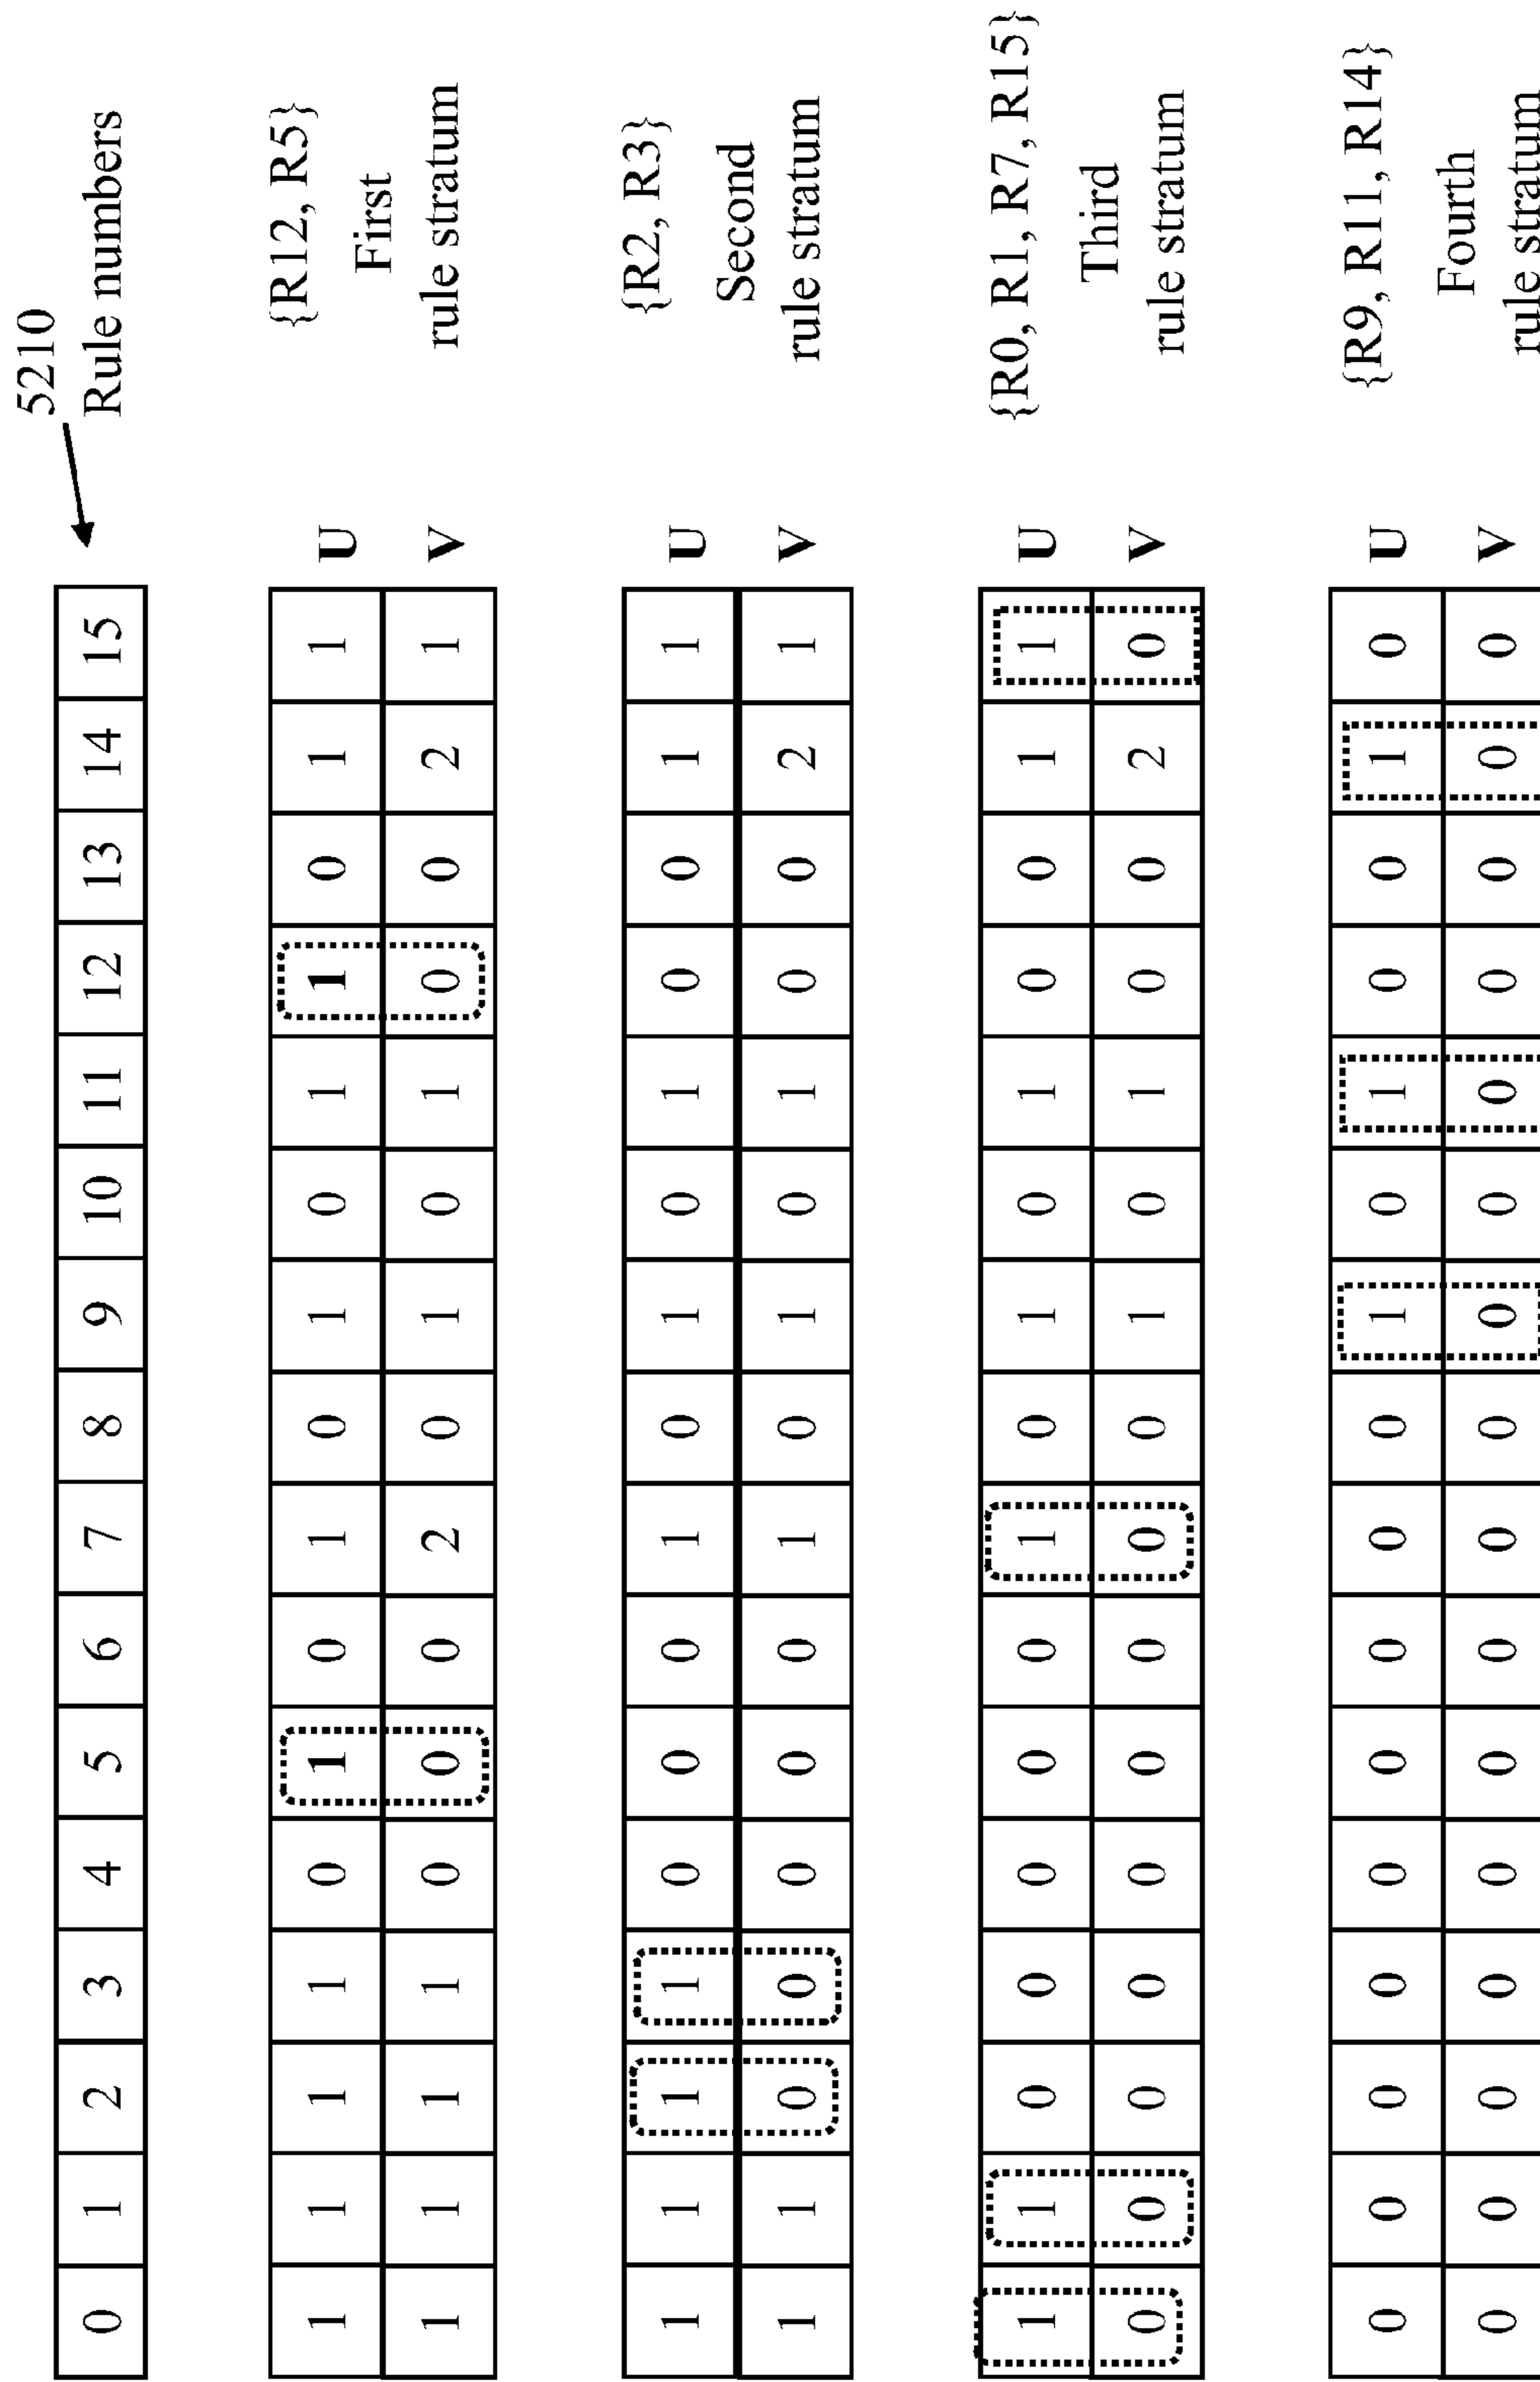 5210
Rule numbers
0 1 2 3 4 5 6 7 8 9 10 11 12 13 14 15
1 1 1 1 0 1 0 1 0 1 0 1 1 0 1 1 U
1 1 1 1 0 0 0 2 0 1 0 1 0 0 2 1 V
{R12, R5}
First
rule stratum
1 1 1 1 0 0 0 1 0 1 0 1 0 0 1 1 U
1 1 0 0 0 0 0 1 0 1 0 1 0 0 2 1 V
{R2, R3}
Second
rule stratum
1 1 0 0 0 0 0 1 0 1 0 1 0 0 1 1 U
0 0 0 0 0 0 0 0 0 1 0 1 0 0 2 0 V
{R0, R1, R7, R15}
Third
rule stratum
0 0 0 0 0 0 0 0 0 1 0 1 0 0 1 0 U
0 0 0 0 0 0 0 0 0 0 0 0 0 0 0 0 V
{R9, R11, R14}
Fourth
rule stratum